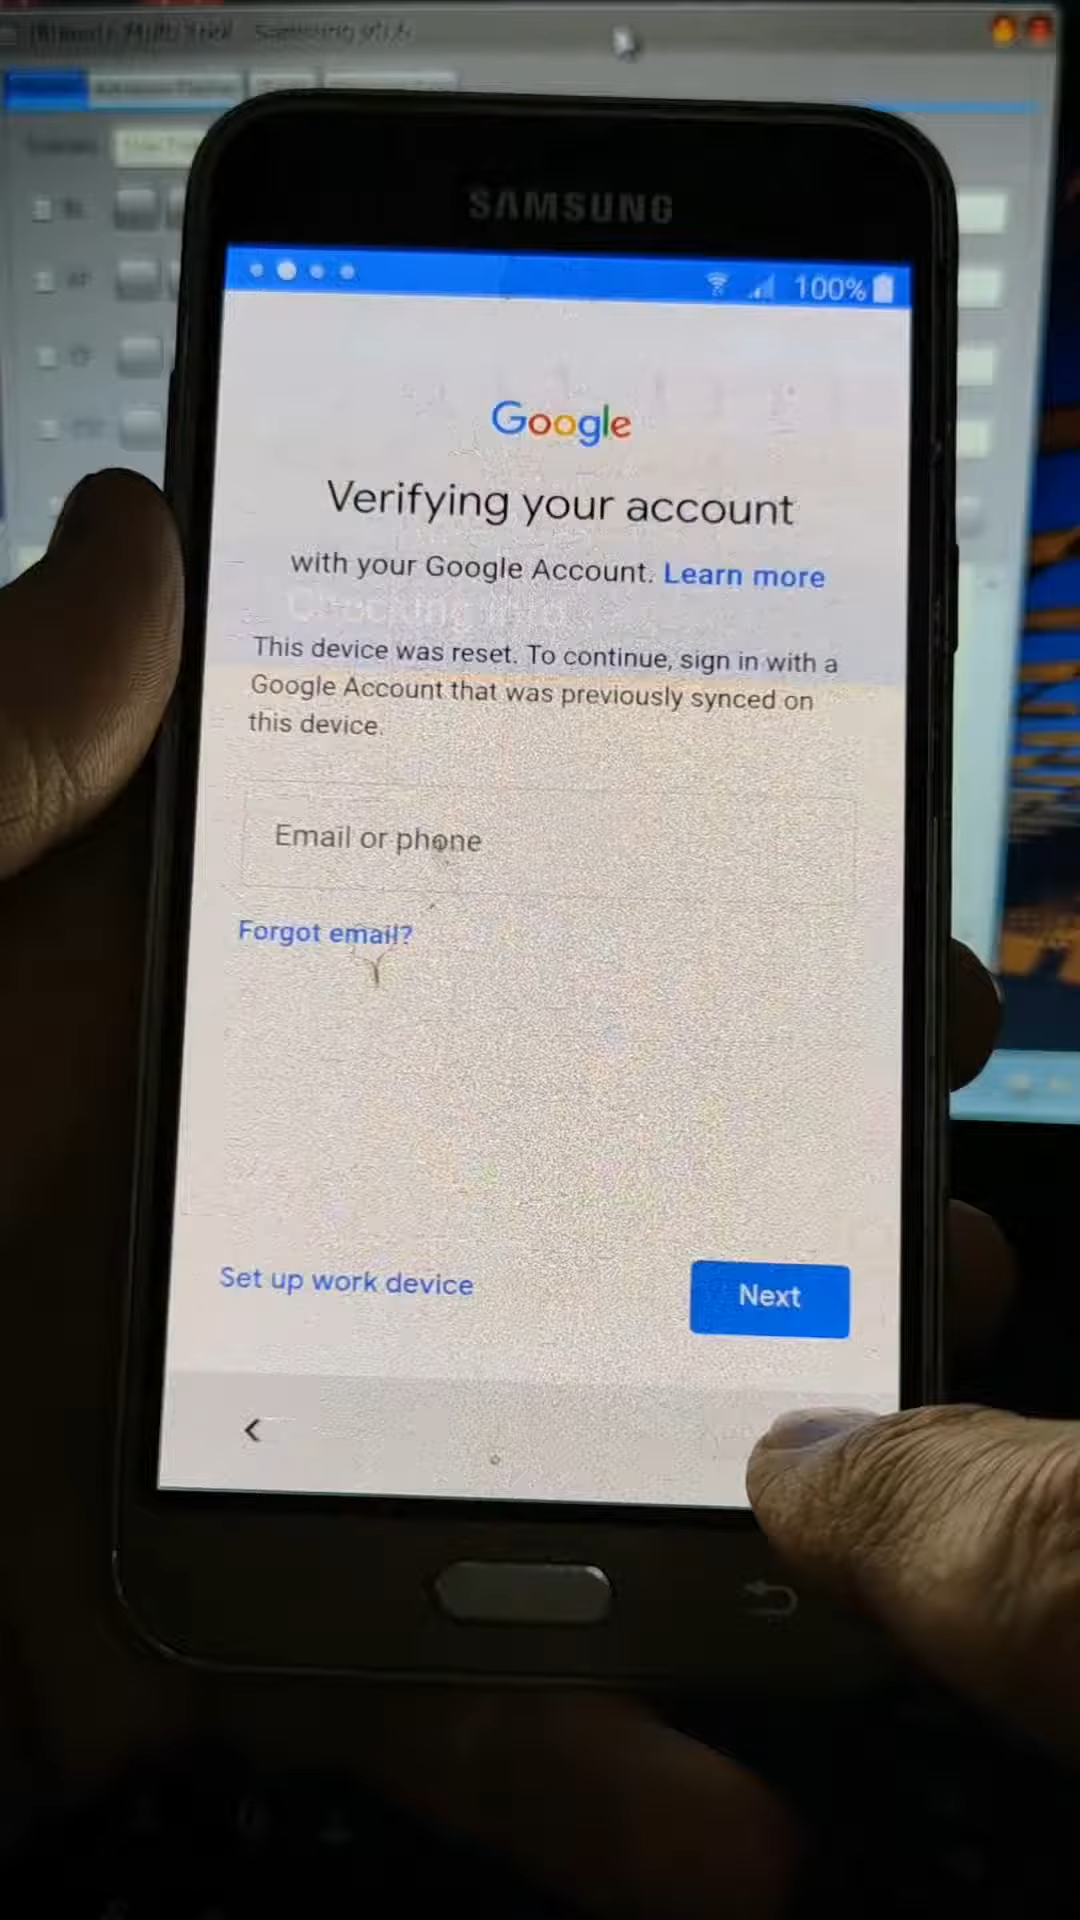 SAMSUNG
100%
Google
Verifying your account
with your Google Account. Learn more
Checking info...
This device was reset. To continue, sign in with a
Google Account that was previously synced on
this device.
Email or phone
Forgot email?
Set up work device
Next